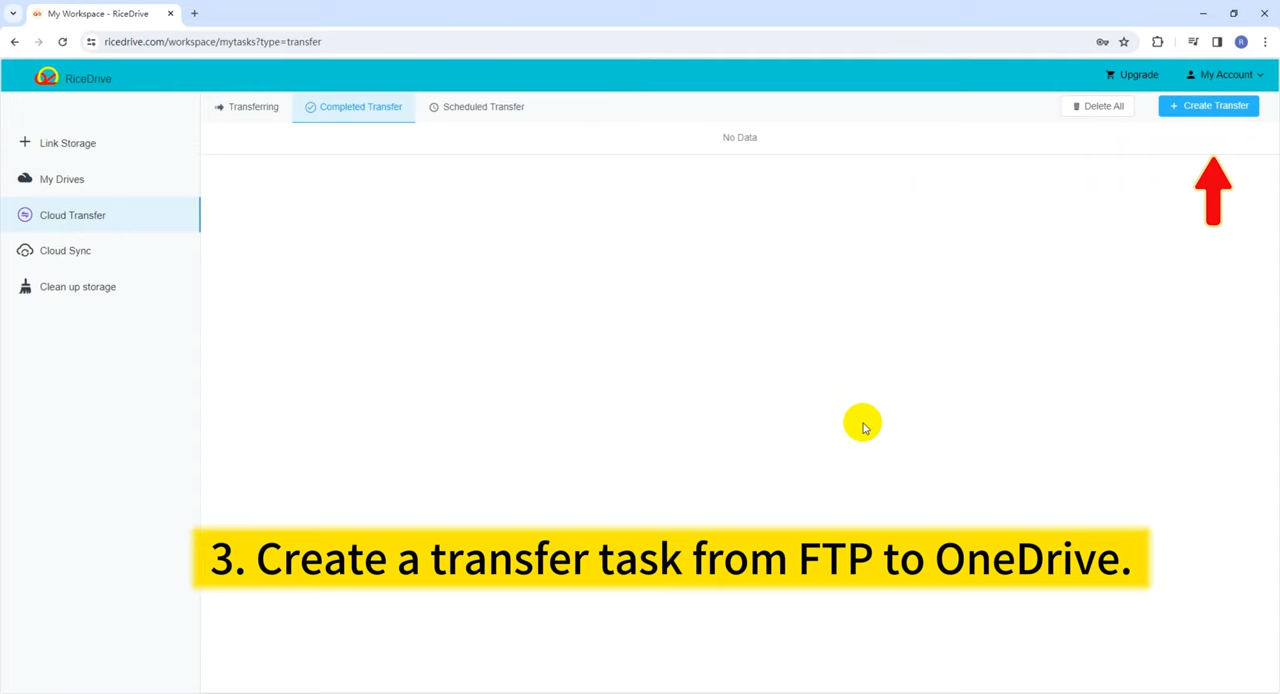 My Workspace - RiceDrive
ricedrive.com/workspace/mytasks?type=transfer
R
RiceDrive
Upgrade
My Account
Transferring
Completed Transfer
Scheduled Transfer
Delete All
+ Create Transfer
No Data
Link Storage
My Drives
Cloud Transfer
Cloud Sync
Clean up storage
3. Create a transfer task from FTP to OneDrive.